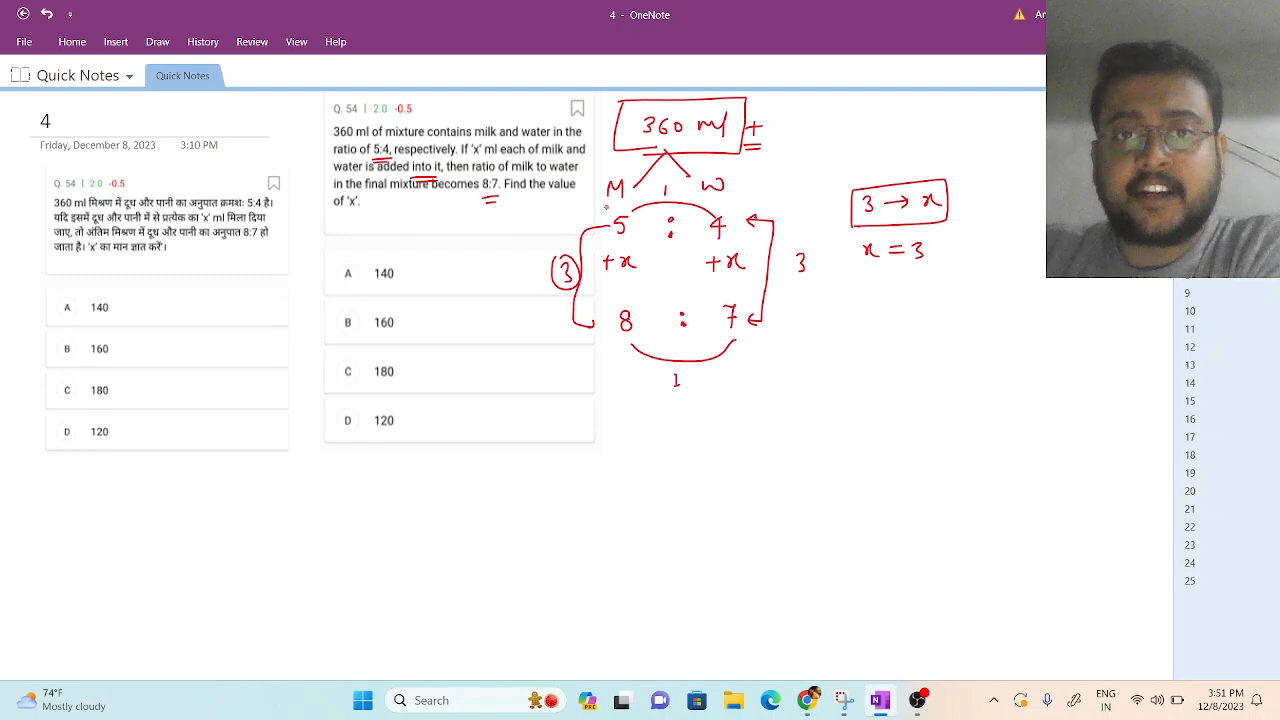 4 - OneNote
An
File Home Insert Draw History Review View Help
Quick Notes
Quick Notes
4
Friday, December 8, 2023 3:10 PM
Q. 54 | 2.0 -0.5
360 ml मिश्रण में दूध और पानी का अनुपात क्रमशः 5:4 है।
यदि इसमें दूध और पानी में से प्रत्येक का 'x' ml मिला दिया
जाए, तो अंतिम मिश्रण में दूध और पानी का अनुपात 8:7 हो
जाता है। 'x' का मान ज्ञात करें।
A 140
B 160
C 180
D 120
Q. 54 | 2.0 -0.5
360 ml of mixture contains milk and water in the
ratio of 5:4, respectively. If 'x' ml each of milk and
water is added into it, then ratio of milk to water
in the final mixture becomes 8:7. Find the value
of 'x'.
A 140
B 160
C 180
D 120
360 ml +
M 1 W
5 : 4
+x +x
3 3
8 : 7
1
3 → x
x = 3
9
10
11
12
13
14
15
16
17
18
19
20
21
22
23
24
25
74°F
Mostly cloudy
Search
ENG
IN
3:51 PM
12/8/2023